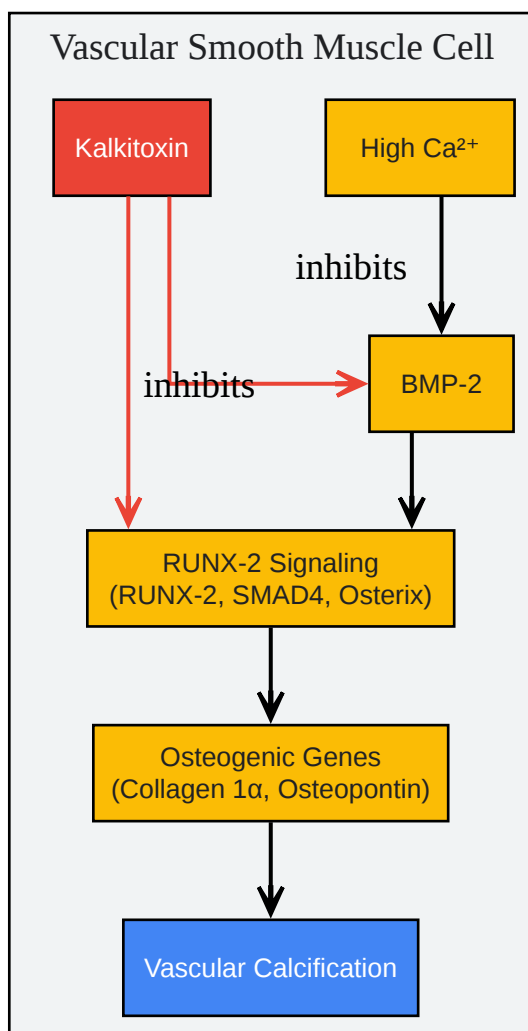 Vascular Smooth Muscle Cell
Kalkitoxin
High Ca²⁺
inhibits
inhibits
BMP-2
RUNX-2 Signaling
(RUNX-2, SMAD4, Osterix)
Osteogenic Genes
(Collagen 1α, Osteopontin)
Vascular Calcification